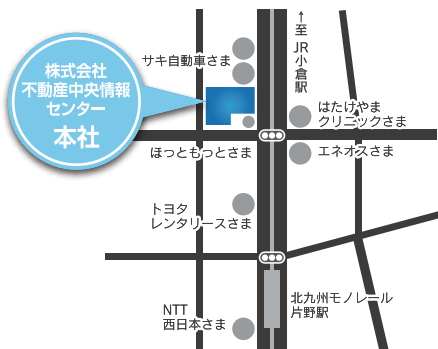 ↑
至
JR
小倉駅
サキ自動車さま
株式会社
不動産中央情報
センター
本社
はたけやま
クリニックさま
ほっともっとさま
エネオスさま
トヨタ
レンタリースさま
北九州モノレール
片野駅
NTT
西日本さま